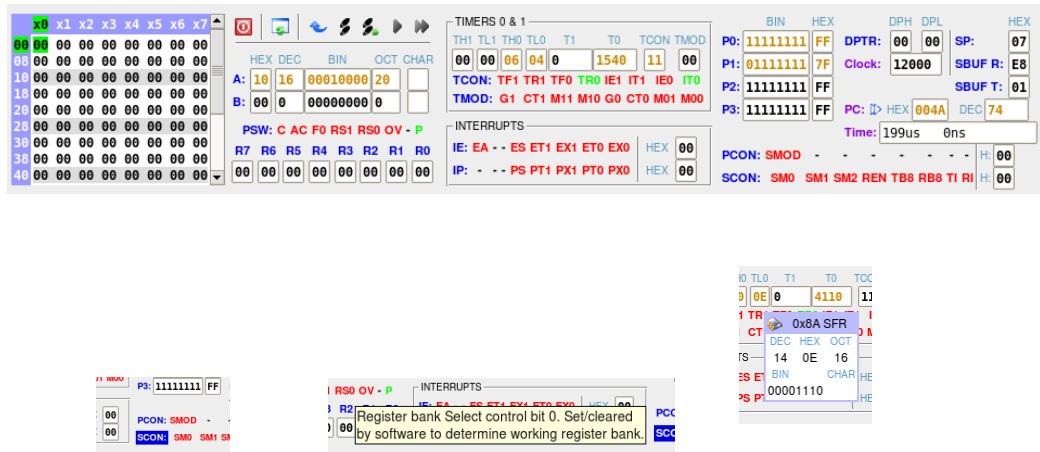 x0 x1 x2 x3 x4 x5 x6 x7
00 00 00 00 00 00 00 00 00
08 00 00 00 00 00 00 00 00
10 00 00 00 00 00 00 00 00
18 00 00 00 00 00 00 00 00
20 00 00 00 00 00 00 00 00
28 00 00 00 00 00 00 00 00
30 00 00 00 00 00 00 00 00
38 00 00 00 00 00 00 00 00
40 00 00 00 00 00 00 00 00
HEX DEC BIN OCT CHAR
A: 10 16 00010000 20
B: 00 0 00000000 0
PSW: C AC F0 RS1 RS0 OV - P
R7 R6 R5 R4 R3 R2 R1 R0
00 00 00 00 00 00 00 00
TIMERS 0 & 1
TH1 TL1 TH0 TL0 T1 T0 TCON TMOD
00 00 06 04 0 1540 11 00
TCON: TF1 TR1 TF0 TR0 IE1 IT1 IE0 IT0
TMOD: G1 CT1 M11 M10 G0 CT0 M01 M00
INTERRUPTS
IE: EA - - ES ET1 EX1 ET0 EX0 HEX 00
IP: - - - PS PT1 PX1 PT0 PX0 HEX 00
BIN HEX
P0: 11111111 FF
P1: 01111111 7F
P2: 11111111 FF
P3: 11111111 FF
DPH DPL
DPTR: 00 00
Clock: 12000
HEX
SP: 07
SBUF R: E8
SBUF T: 01
PC: HEX 004A DEC 74
Time: 199us 0ns
PCON: SMOD - - - - - - - H: 00
SCON: SM0 SM1 SM2 REN TB8 RB8 TI RI H: 00
TL0 T1 T0
0E 0 4110
0x8A SFR
DEC HEX OCT
14 0E 16
BIN CHAR
00001110
P3: 11111111 FF
00
00
PCON: SMOD - -
SCON: SM0 SM1
RS0 OV - P
INTERRUPTS
R2
00
Register bank Select control bit 0. Set/cleared
by software to determine working register bank.